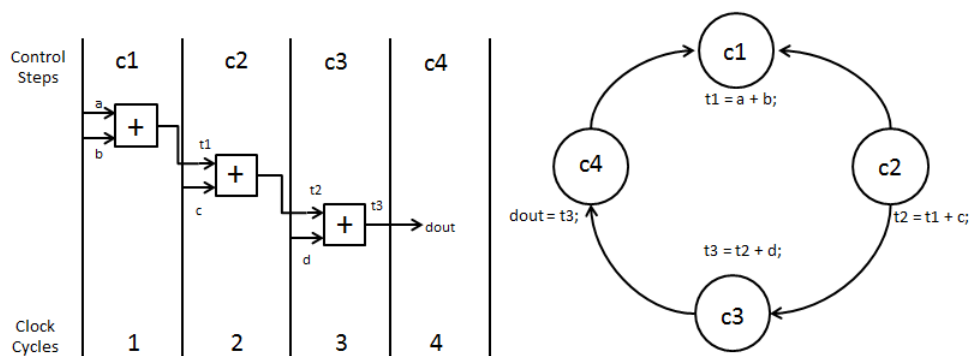 Control
Steps
c1
c2
c3
c4
a
+
b
t1
+
c
t2
+
d
t3
dout
Clock
Cycles
1
2
3
4
c1
t1 = a + b;
c4
c2
dout = t3;
t2 = t1 + c;
t3 = t2 + d;
c3